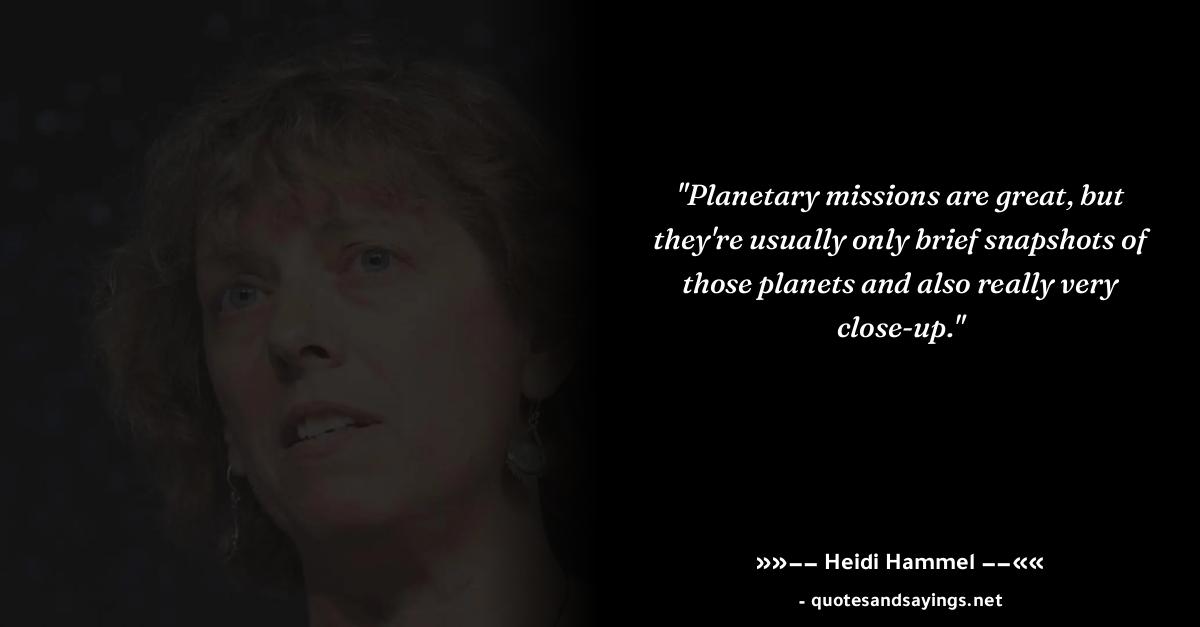 "Planetary missions are great, but
they're usually only brief snapshots of
those planets and also really very
close-up."
»»−− Heidi Hammel −−««
- quotesandsayings.net